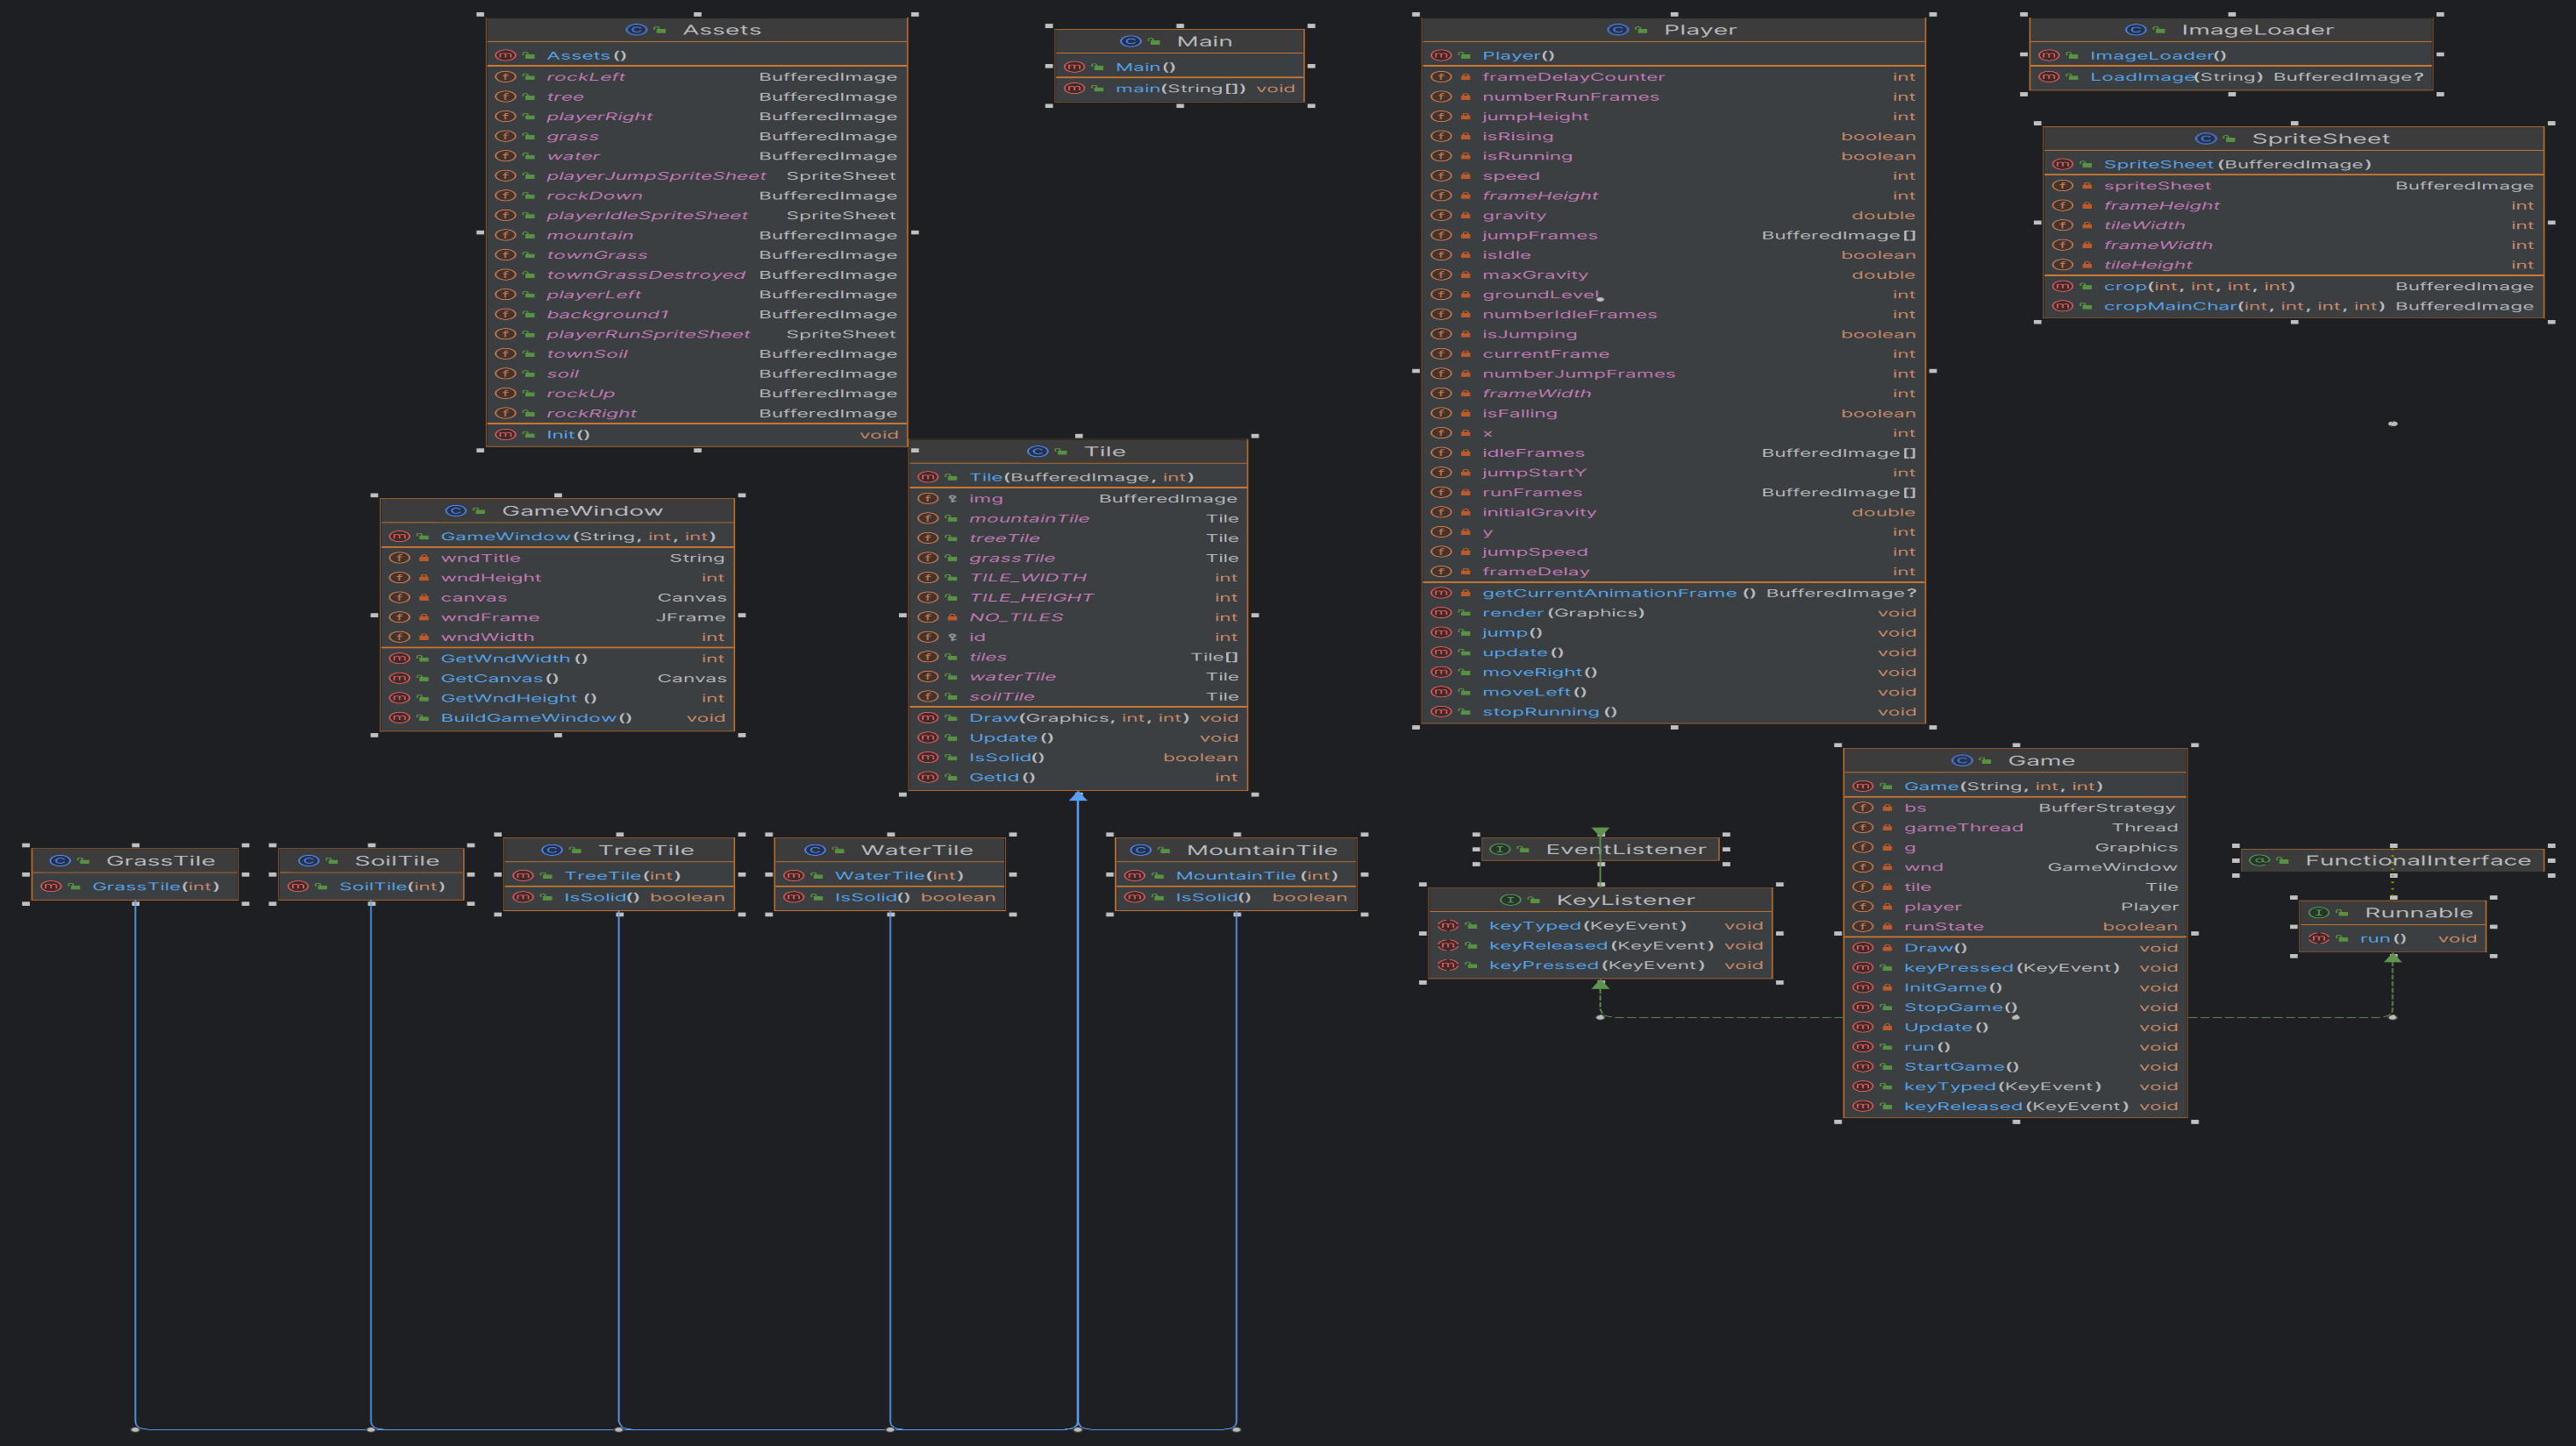 Assets
Assets()
rockLeft BufferedImage
tree BufferedImage
playerRight BufferedImage
grass BufferedImage
water BufferedImage
playerJumpSpriteSheet SpriteSheet
rockDown BufferedImage
playerIdleSpriteSheet SpriteSheet
mountain BufferedImage
townGrass BufferedImage
townGrassDestroyed BufferedImage
playerLeft BufferedImage
background1 BufferedImage
playerRunSpriteSheet SpriteSheet
townSoil BufferedImage
soil BufferedImage
rockUp BufferedImage
rockRight BufferedImage
Init() void
Main
Main()
main(String[]) void
Player
Player()
frameDelayCounter int
numberRunFrames int
jumpHeight int
isRising boolean
isRunning boolean
speed int
frameHeight int
gravity double
jumpFrames BufferedImage[]
isIdle boolean
maxGravity double
groundLevel int
numberIdleFrames int
isJumping boolean
currentFrame int
numberJumpFrames int
frameWidth int
isFalling boolean
x int
idleFrames BufferedImage[]
jumpStartY int
runFrames BufferedImage[]
initialGravity double
y int
jumpSpeed int
frameDelay int
getCurrentAnimationFrame () BufferedImage?
render(Graphics) void
jump() void
update() void
moveRight() void
moveLeft() void
stopRunning () void
ImageLoader
ImageLoader()
LoadImage(String) BufferedImage?
SpriteSheet
SpriteSheet(BufferedImage)
spriteSheet BufferedImage
frameHeight int
tileWidth int
frameWidth int
tileHeight int
crop(int, int, int, int) BufferedImage
cropMainChar(int, int, int, int) BufferedImage
Tile
Tile(BufferedImage, int)
img BufferedImage
mountainTile Tile
treeTile Tile
grassTile Tile
TILE_WIDTH int
TILE_HEIGHT int
NO_TILES int
id int
tiles Tile[]
waterTile Tile
soilTile Tile
Draw(Graphics, int, int) void
Update() void
IsSolid() boolean
GetId() int
GameWindow
GameWindow(String, int, int)
wndTitle String
wndHeight int
canvas Canvas
wndFrame JFrame
wndWidth int
GetWndWidth () int
GetCanvas() Canvas
GetWndHeight () int
BuildGameWindow() void
GrassTile
GrassTile(int)
SoilTile
SoilTile(int)
TreeTile
TreeTile(int)
IsSolid() boolean
WaterTile
WaterTile(int)
IsSolid() boolean
MountainTile
MountainTile(int)
IsSolid() boolean
EventListener
KeyListener
keyTyped(KeyEvent) void
keyReleased(KeyEvent) void
keyPressed(KeyEvent) void
Game
Game(String, int, int)
bs BufferStrategy
gameThread Thread
g Graphics
wnd GameWindow
tile Tile
player Player
runState boolean
Draw() void
keyPressed(KeyEvent) void
InitGame() void
StopGame() void
Update() void
run() void
StartGame() void
keyTyped(KeyEvent) void
keyReleased(KeyEvent) void
FunctionalInterface
Runnable
run() void